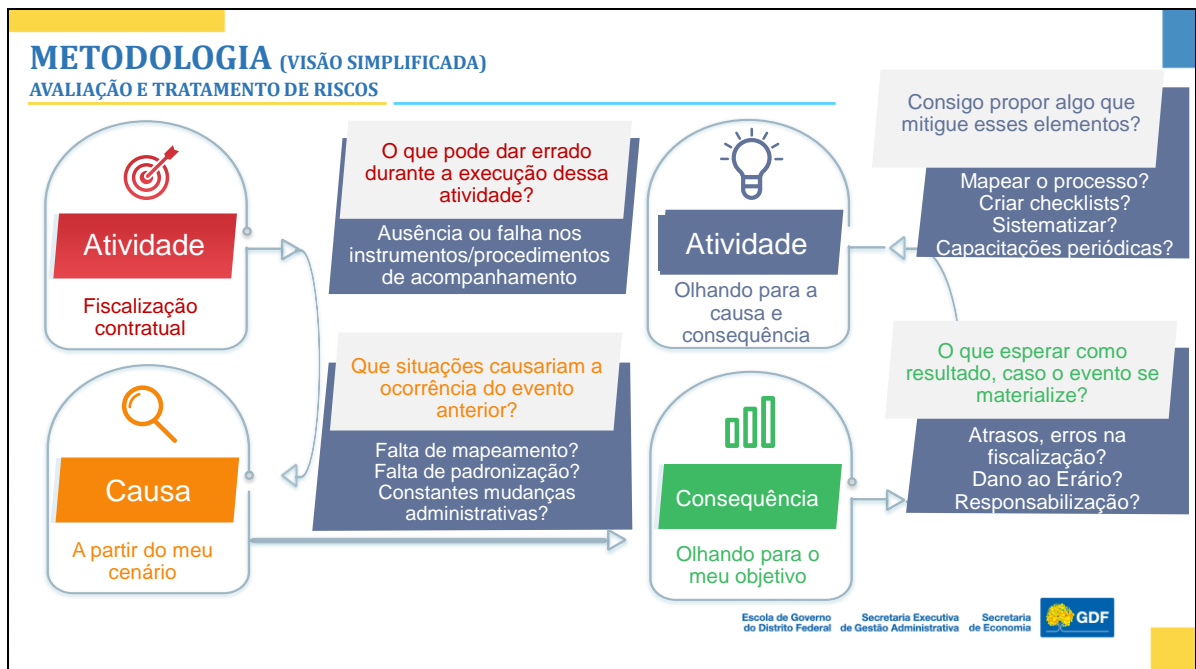 METODOLOGIA (VISÃO SIMPLIFICADA)
AVALIAÇÃO E TRATAMENTO DE RISCOS
Atividade
Fiscalização
contratual
O que pode dar errado
durante a execução dessa
atividade?
Ausência ou falha nos
instrumentos/procedimentos
de acompanhamento
Causa
A partir do meu
cenário
Que situações causariam a
ocorrência do evento
anterior?
Falta de mapeamento?
Falta de padronização?
Constantes mudanças
administrativas?
Consequência
Olhando para o
meu objetivo
O que esperar como
resultado, caso o evento se
materialize?
Atrasos, erros na
fiscalização?
Dano ao Erário?
Responsabilização?
Atividade
Olhando para a
causa e
consequência
Consigo propor algo que
mitigue esses elementos?
Mapear o processo?
Criar checklists?
Sistematizar?
Capacitações periódicas?
Escola de Governo
do Distrito Federal
Secretaria Executiva
de Gestão Administrativa
Secretaria
de Economia
GDF